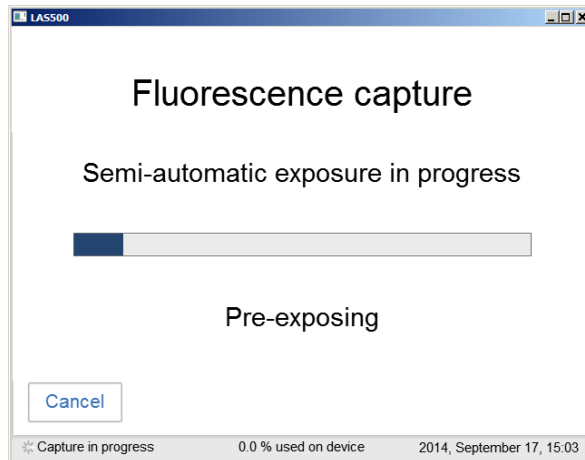 LAS500
Fluorescence capture
Semi-automatic exposure in progress
Pre-exposing
Cancel
Capture in progress 0.0 % used on device 2014, September 17, 15:03